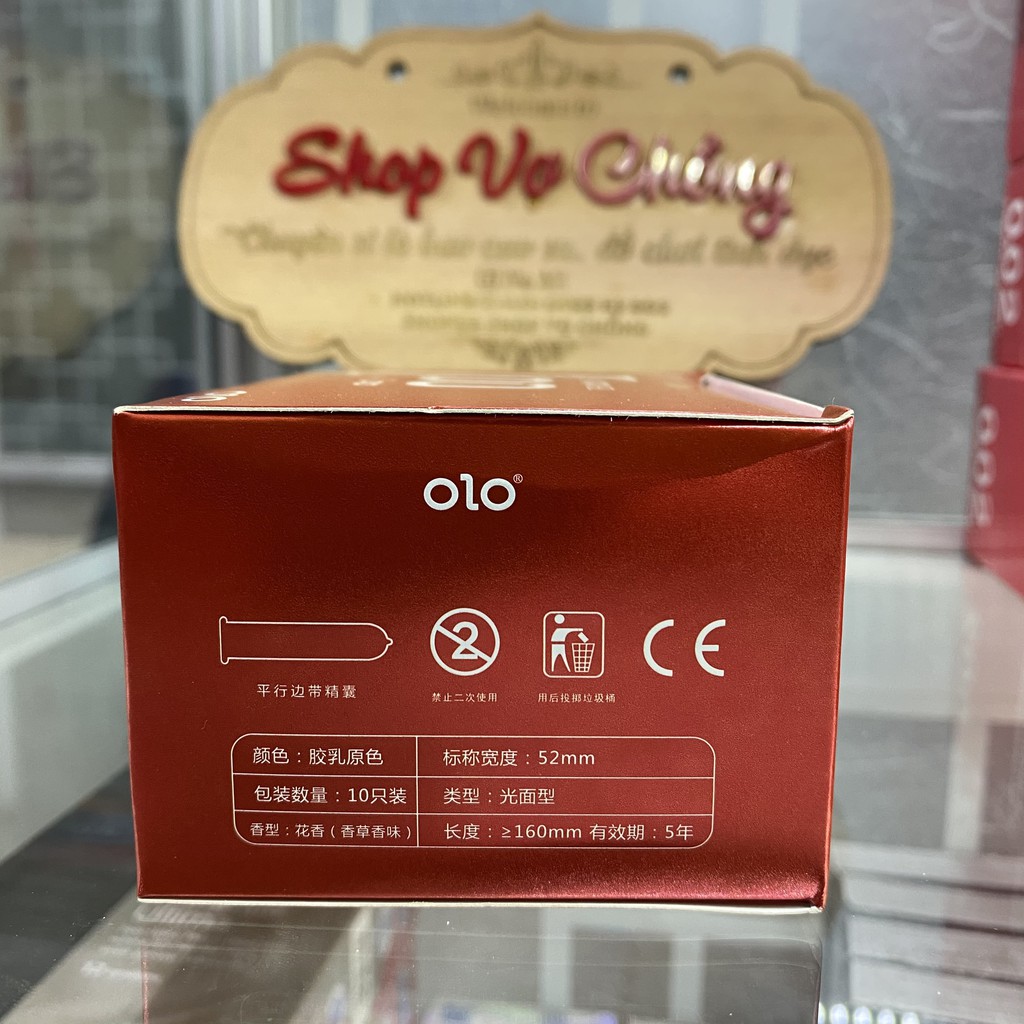 Shop Vợ Chồng
olo®
2
CE
平行边带精囊
禁止二次使用
用后投掷垃圾桶
颜色：胶乳原色
标称宽度：52mm
包装数量：10只装
类型：光面型
香型：花香（香草香味）
长度：≥160mm 有效期：5年
002
002